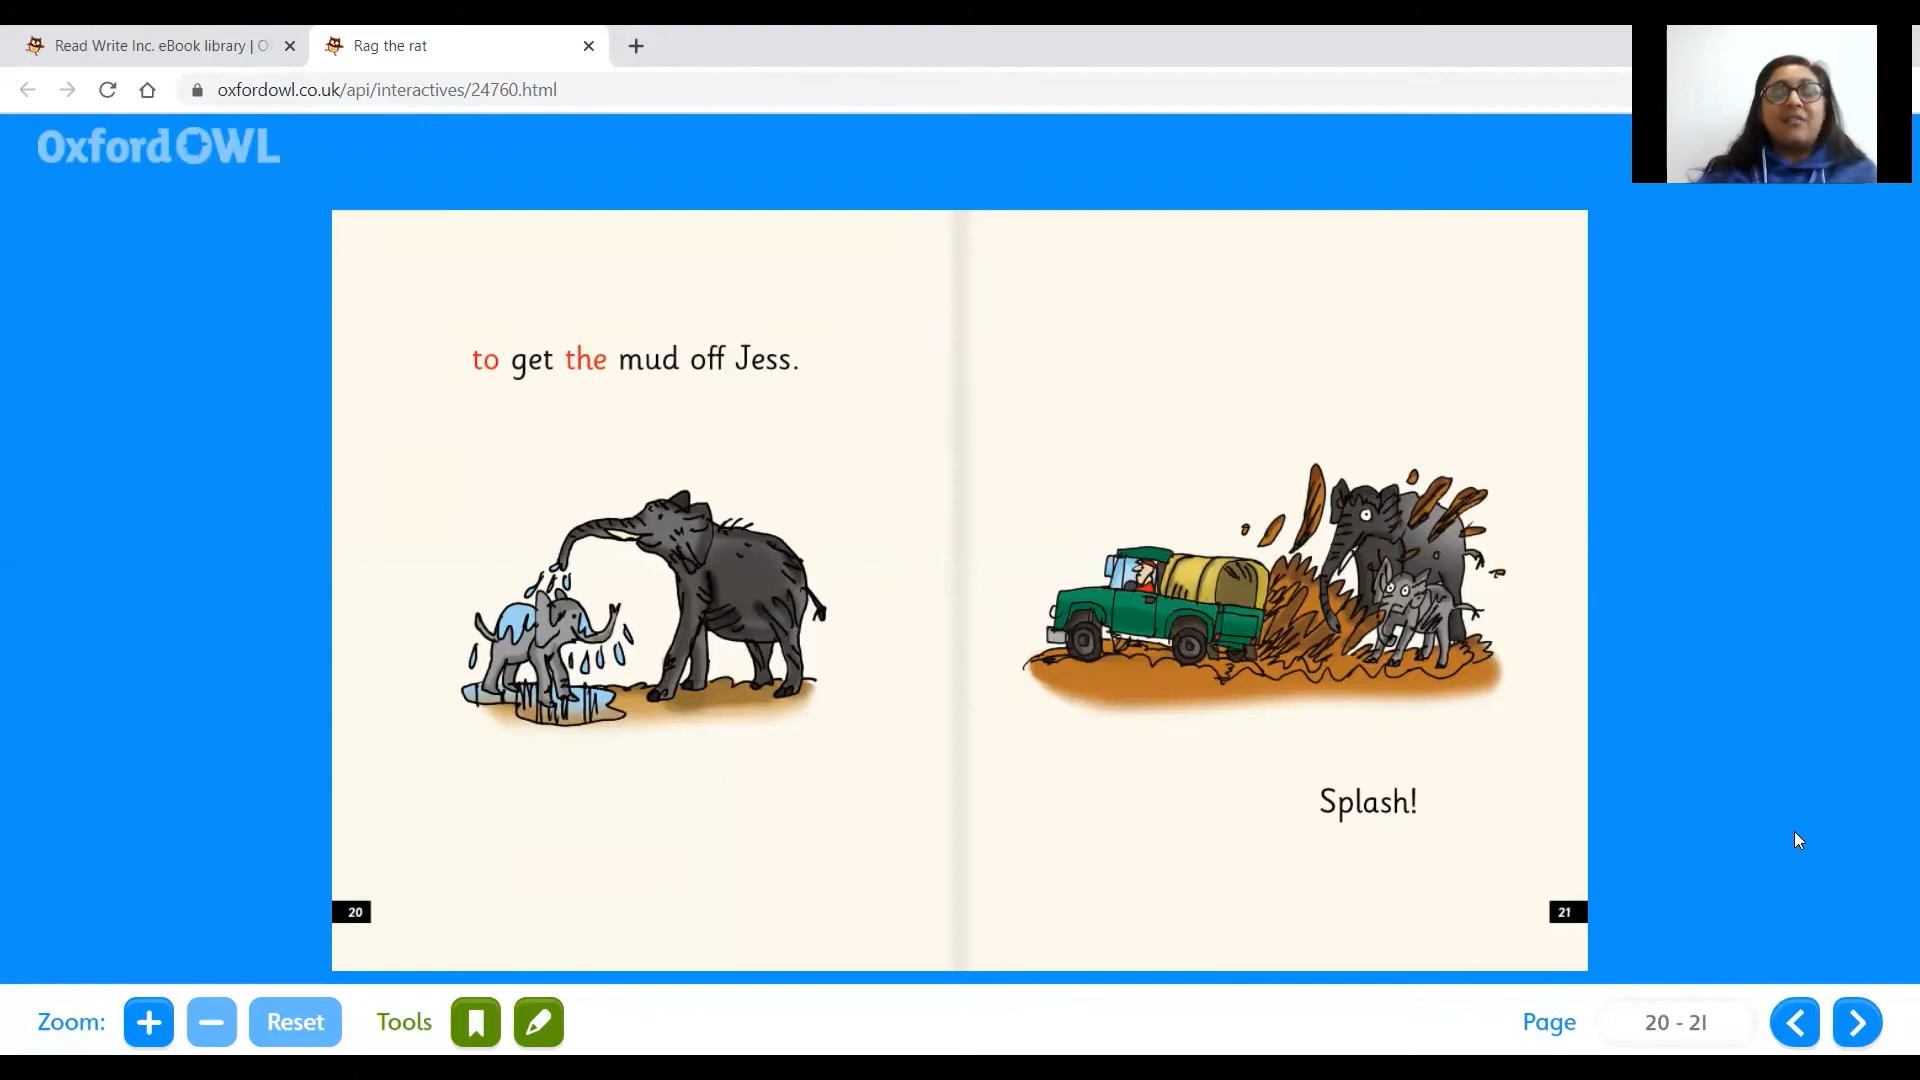 Read Write Inc. eBook library | O
Rag the rat
oxfordowl.co.uk/api/interactives/24760.html
Oxford OWL
to get the mud off Jess.
Splash!
20
21
Zoom:
Reset
Tools
Page
20 - 21